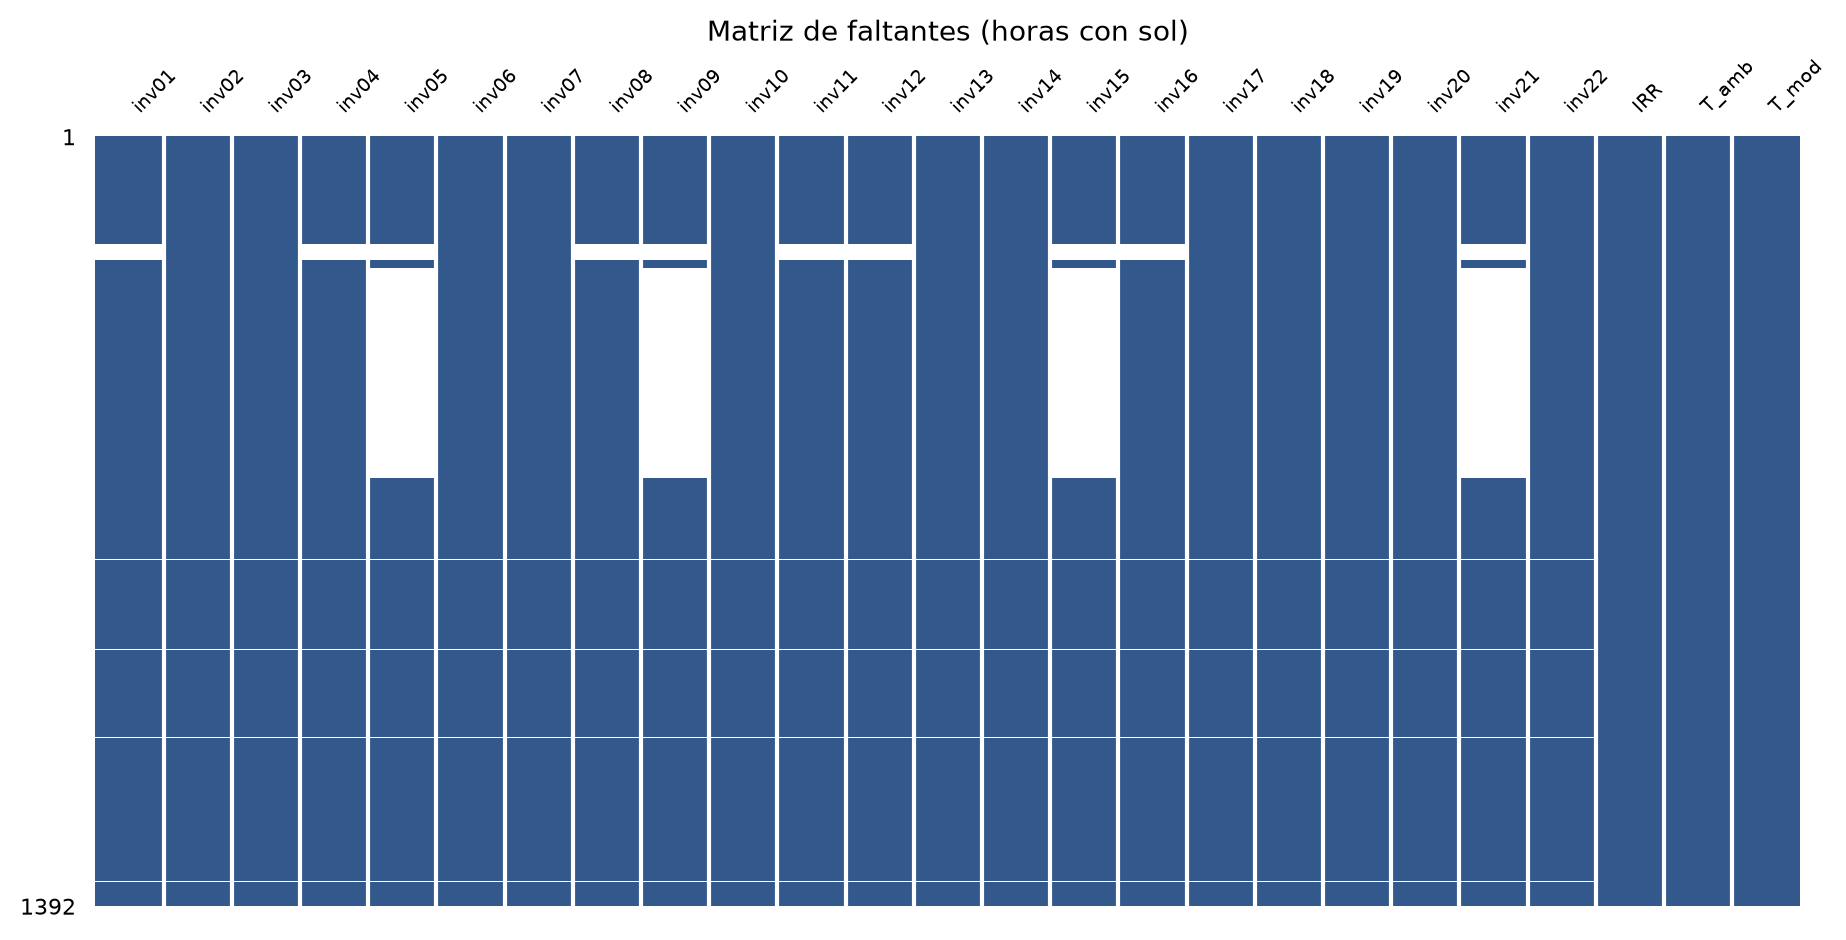 Matriz de faltantes (horas con sol)
inv01 inv02 inv03 inv04 inv05 inv06 inv07 inv08 inv09 inv10 inv11 inv12 inv13 inv14 inv15 inv16 inv17 inv18 inv19 inv20 inv21 inv22 IRR T_amb T_mod
1
1392